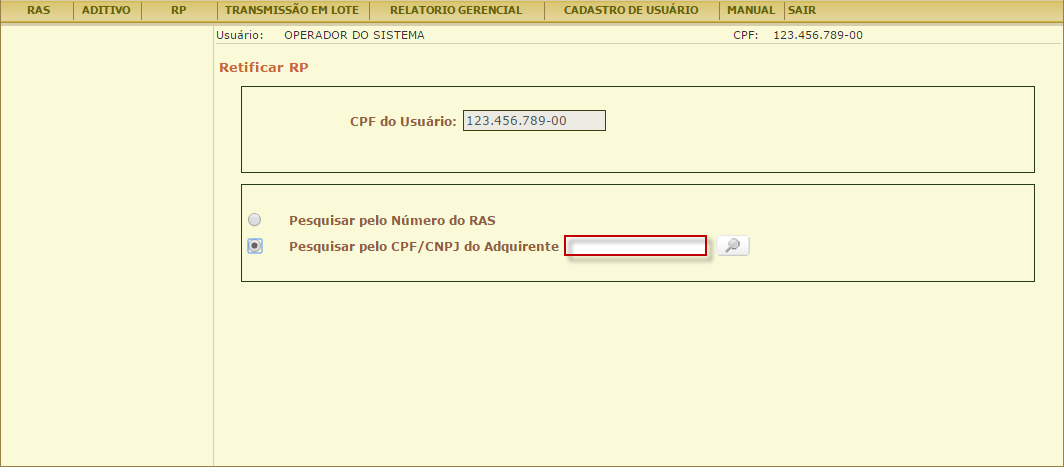 RAS ADITIVO RP TRANSMISSÃO EM LOTE RELATORIO GERENCIAL CADASTRO DE USUÁRIO MANUAL SAIR
Usuário: OPERADOR DO SISTEMA CPF: 123.456.789-00
Retificar RP
CPF do Usuário: 123.456.789-00
Pesquisar pelo Número do RAS
Pesquisar pelo CPF/CNPJ do Adquirente